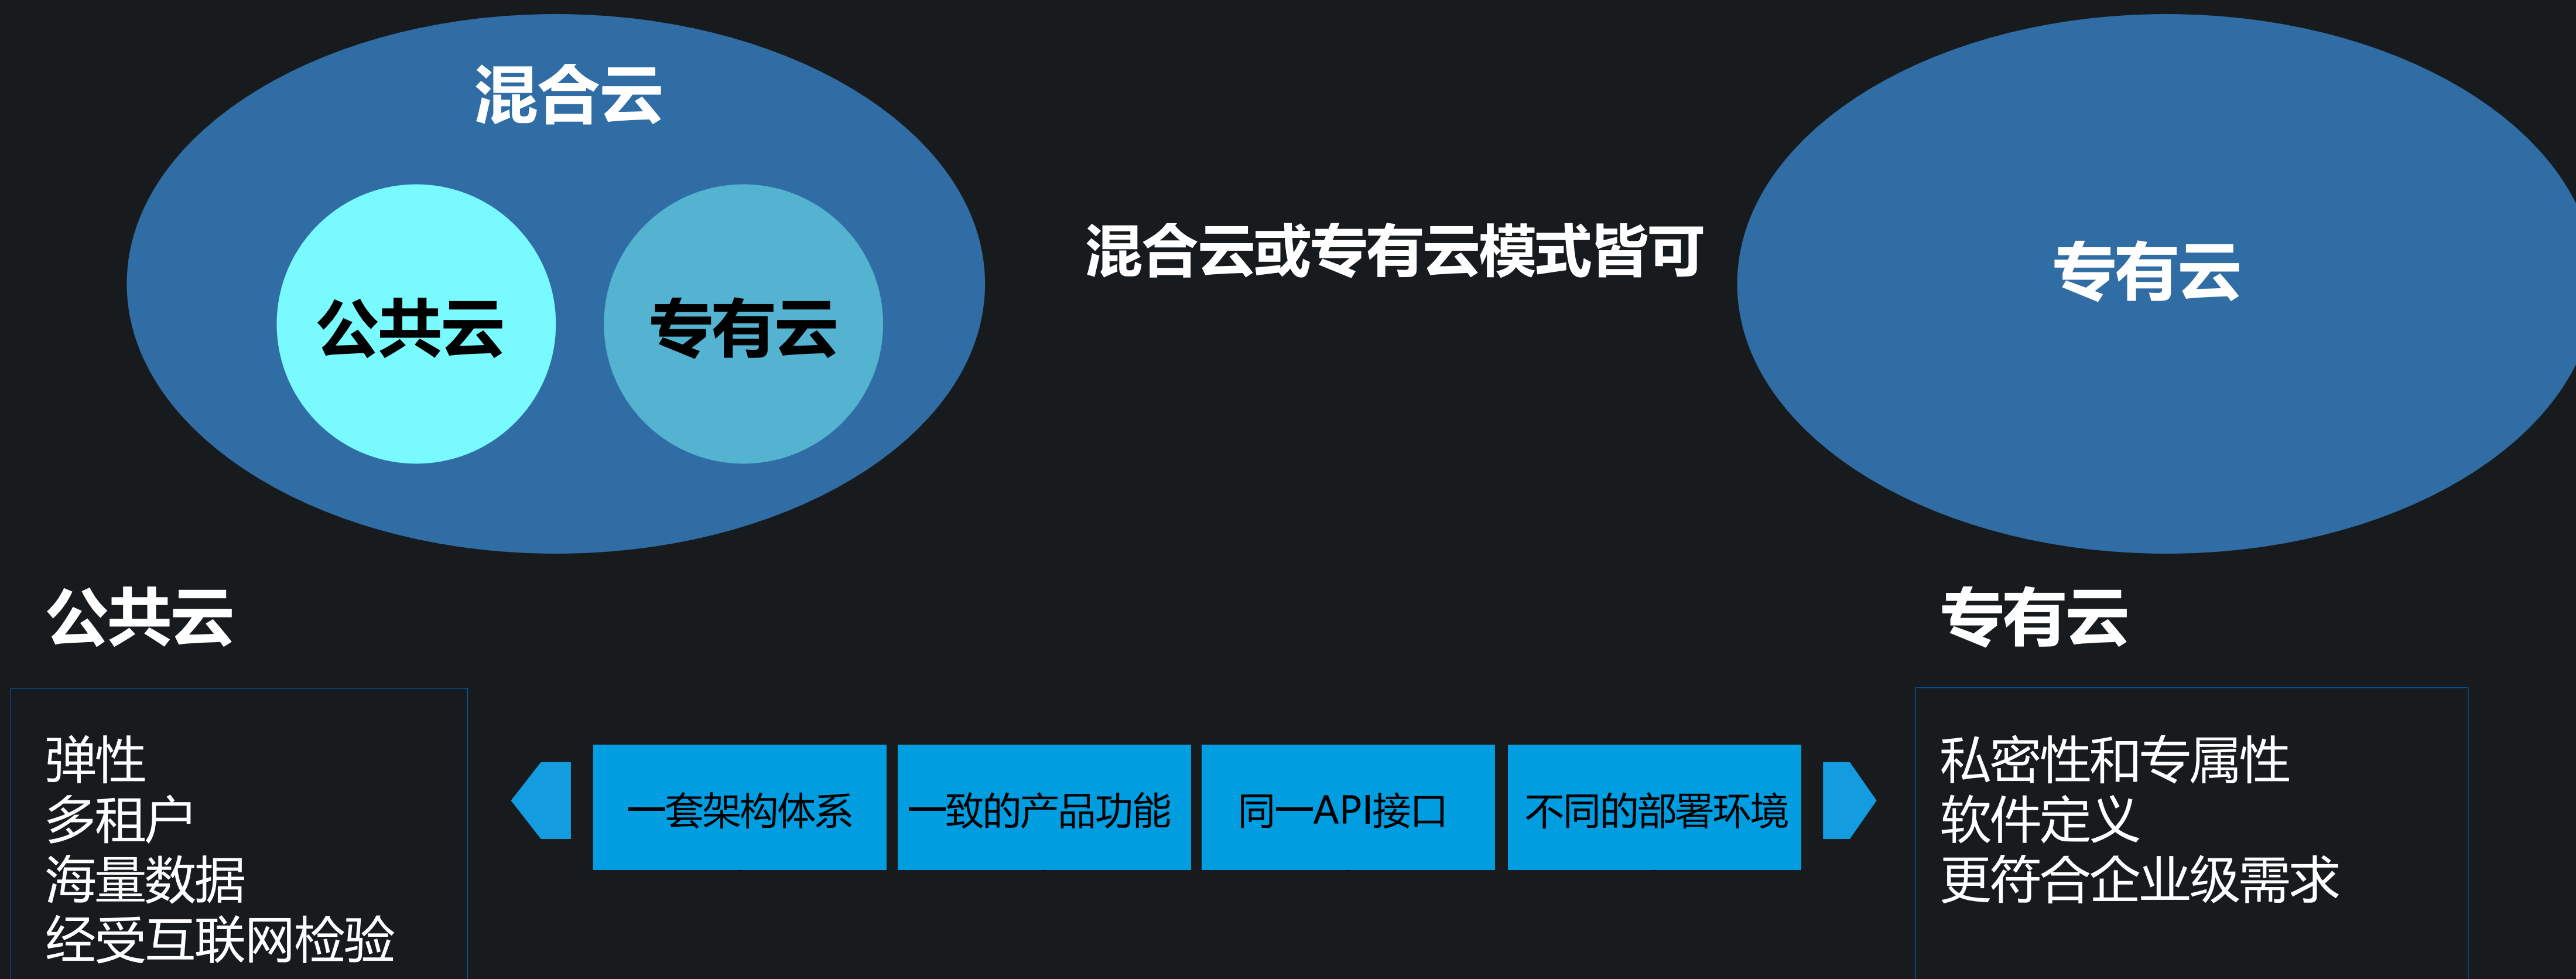 混合云
公共云
专有云
混合云或专有云模式皆可
专有云
公共云
弹性
多租户
海量数据
经受互联网检验
一套架构体系
一致的产品功能
同一API接口
不同的部署环境
专有云
私密性和专属性
软件定义
更符合企业级需求